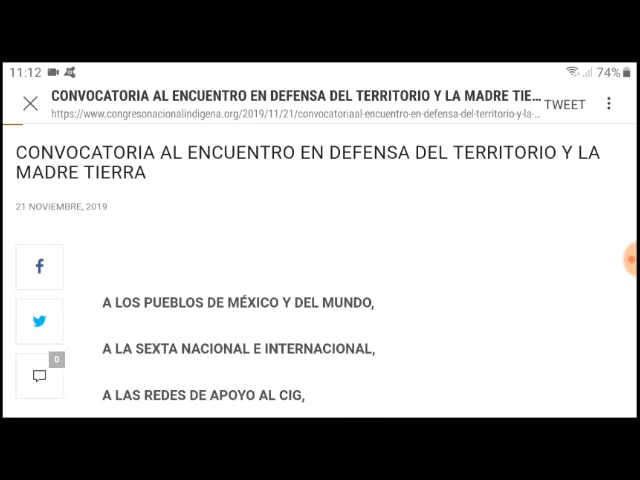 11:12 74%
CONVOCATORIA AL ENCUENTRO EN DEFENSA DEL TERRITORIO Y LA MADRE TIE…
TWEET
https://www.congresonacionalindigena.org/2019/11/21/convocatoriaal-encuentro-en-defensa-del-territorio-y-la-…
CONVOCATORIA AL ENCUENTRO EN DEFENSA DEL TERRITORIO Y LA
MADRE TIERRA
21 NOVIEMBRE, 2019
A LOS PUEBLOS DE MÉXICO Y DEL MUNDO,
A LA SEXTA NACIONAL E INTERNACIONAL,
0
A LAS REDES DE APOYO AL CIG,